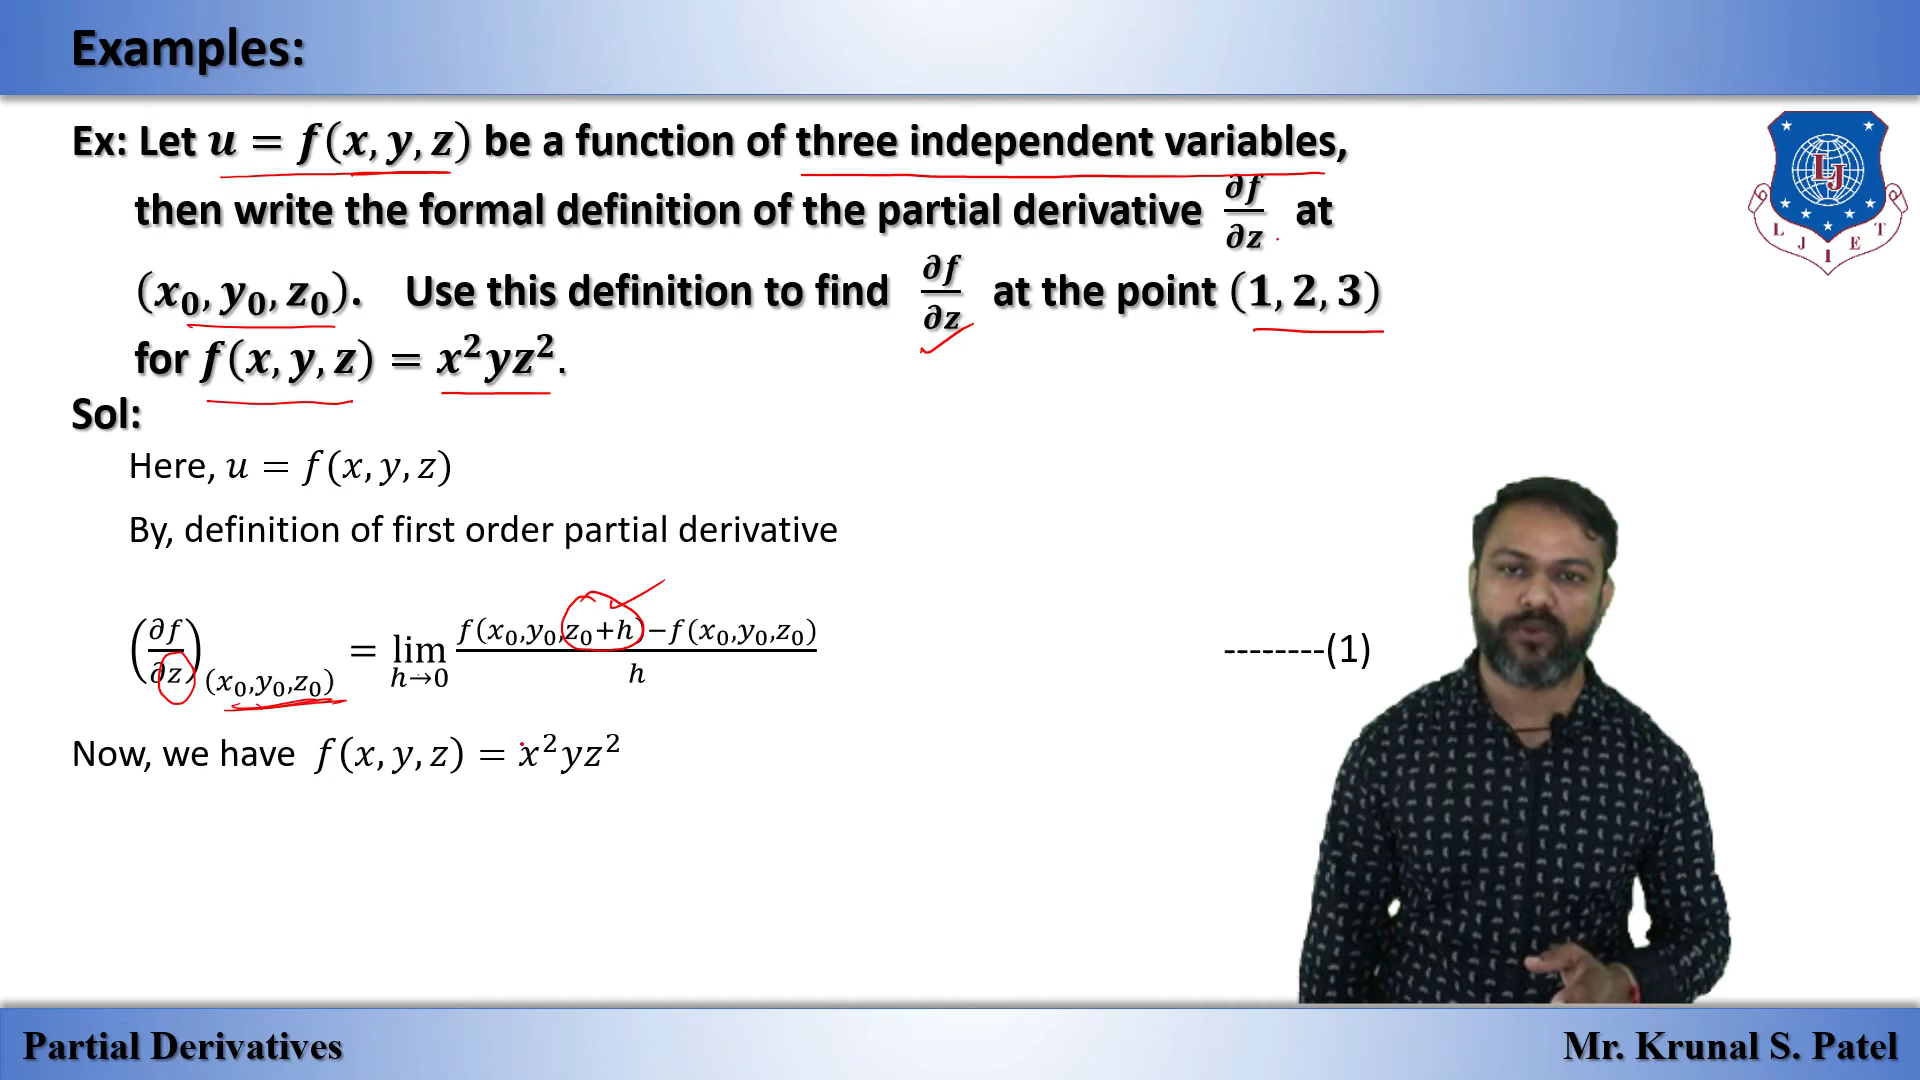 Examples:
Ex: Let u = f(x, y, z) be a function of three independent variables,
then write the formal definition of the partial derivative ∂f/∂z at
(x₀, y₀, z₀). Use this definition to find ∂f/∂z at the point (1, 2, 3)
for f(x, y, z) = x²yz².
Sol:
Here, u = f(x, y, z)
By, definition of first order partial derivative
(∂f/∂z)₍x₀,y₀,z₀₎ = lim h→0 f(x₀,y₀,z₀+h)−f(x₀,y₀,z₀) / h --------(1)
Now, we have f(x, y, z) = x²yz²
LJ
L J I E T
Partial Derivatives
Mr. Krunal S. Patel